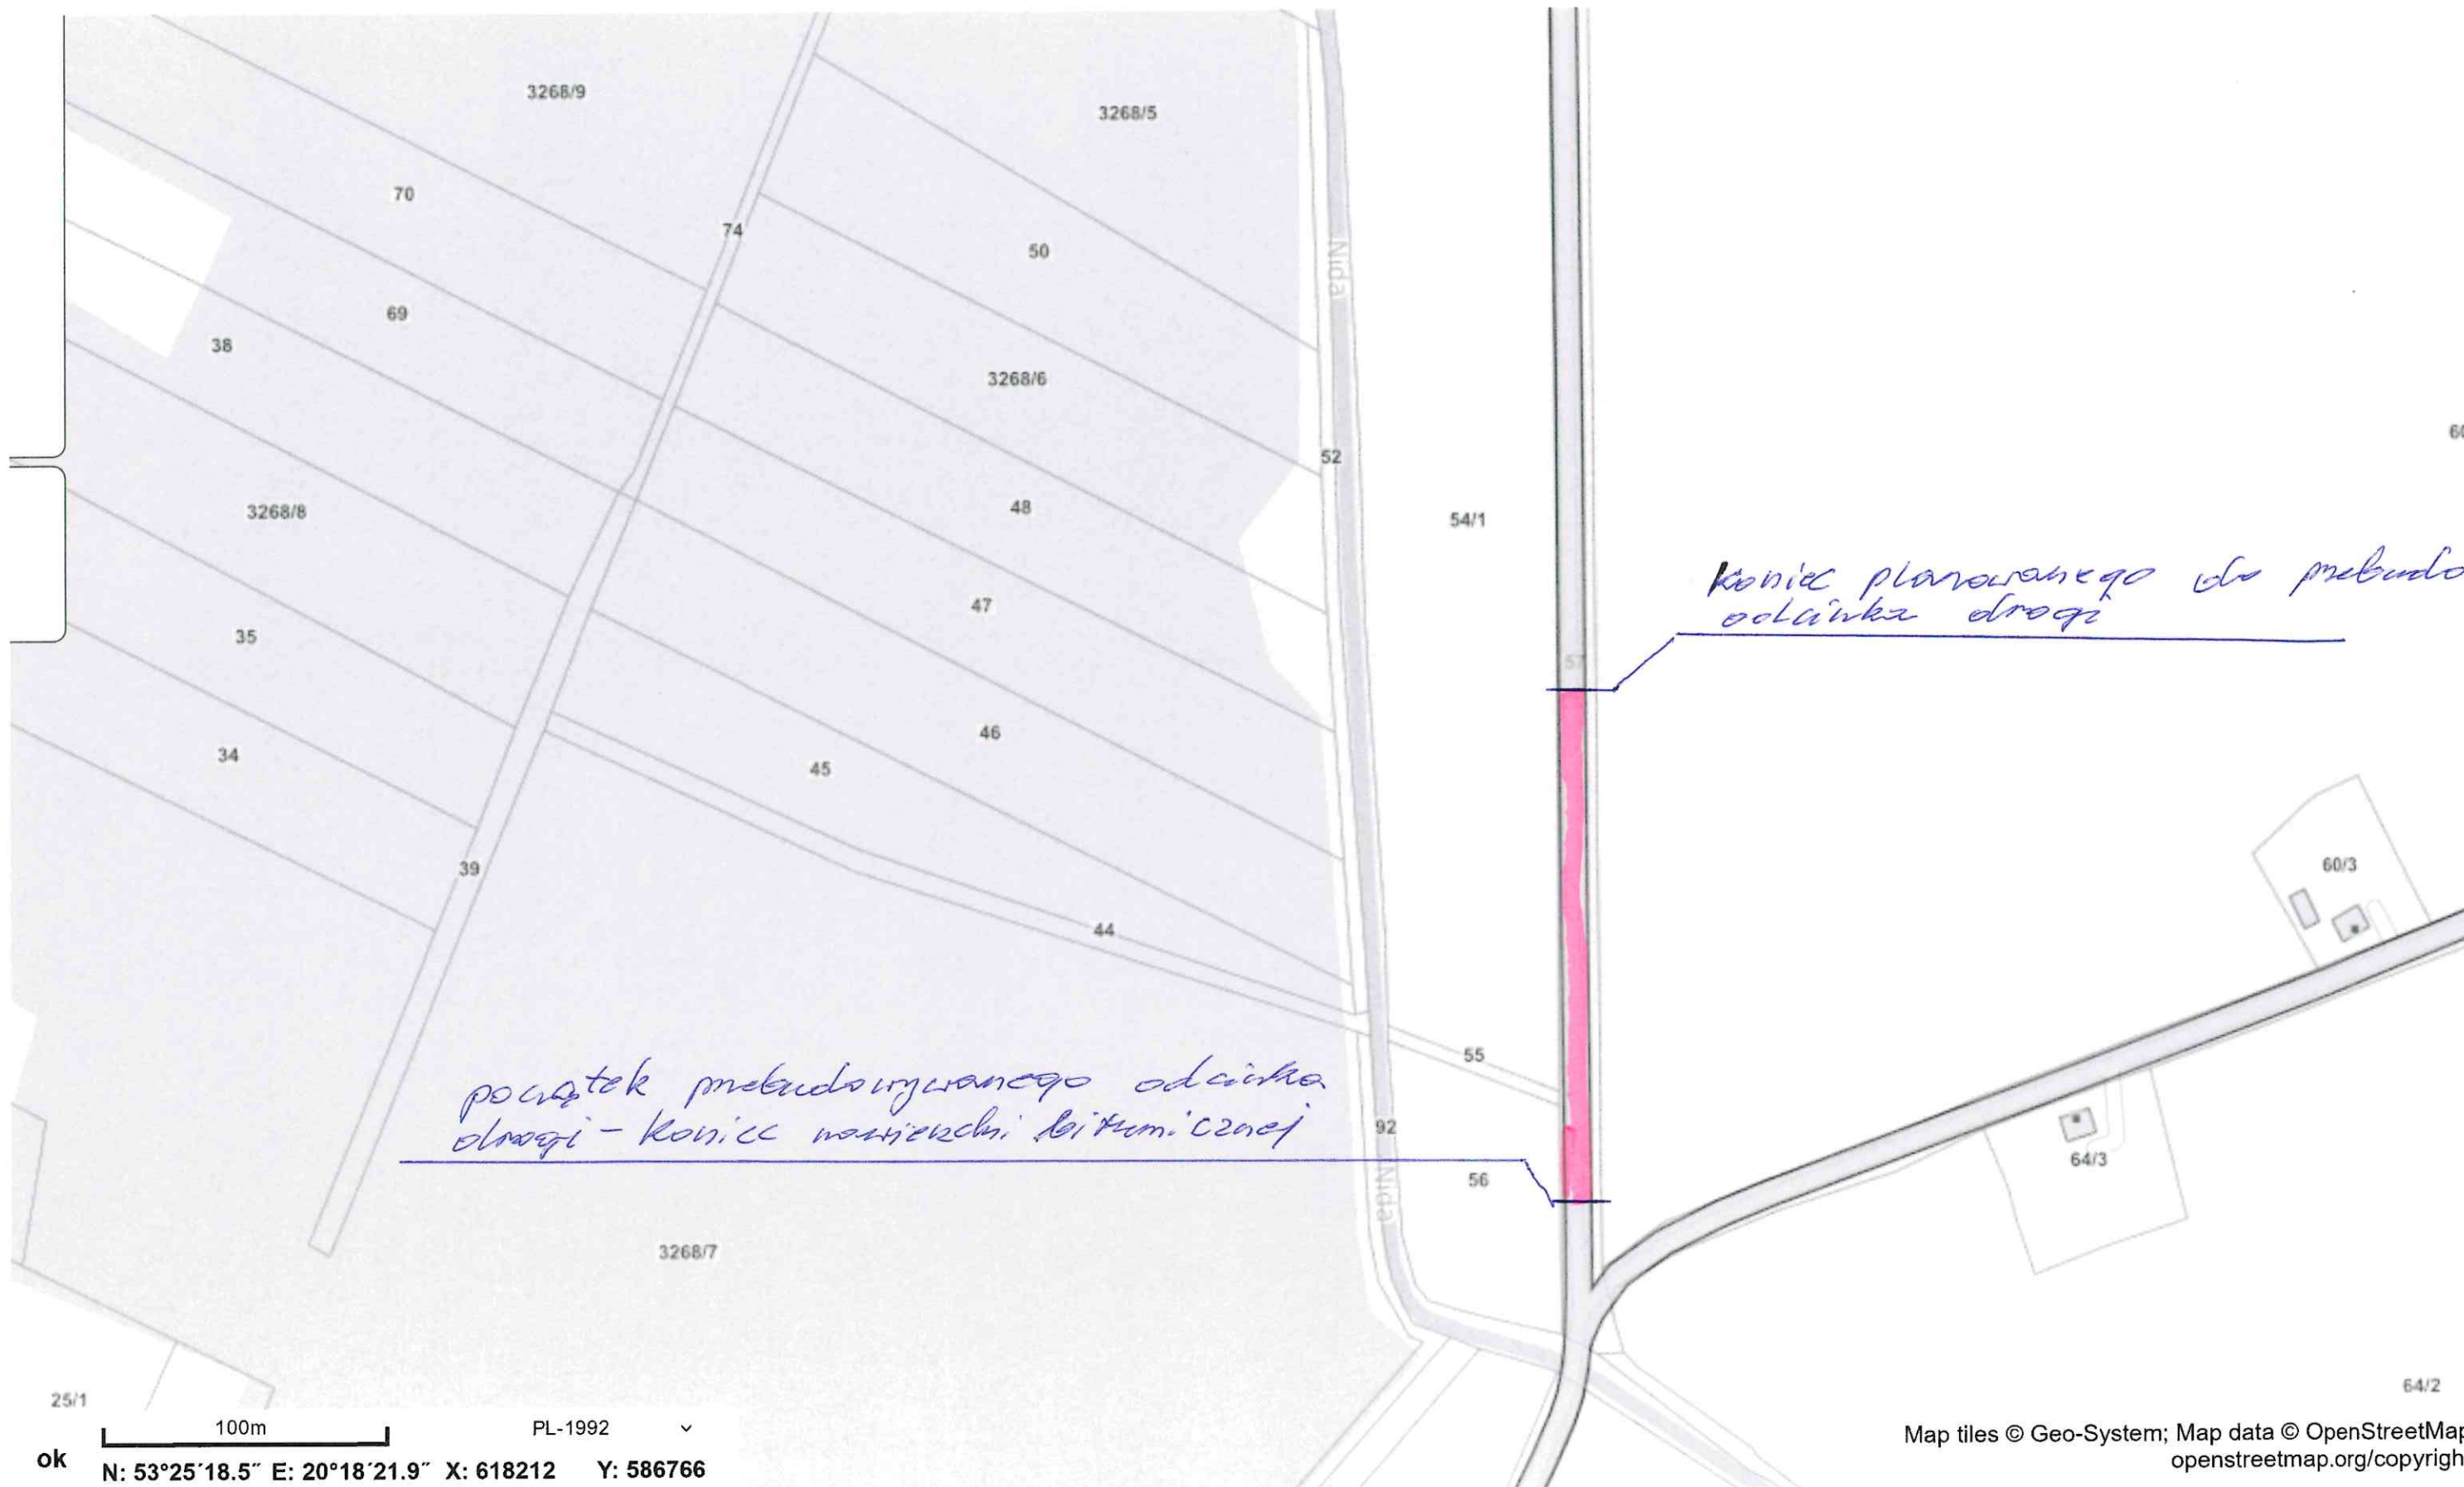 3268/9
3268/5
70
74
50
Nida
69
38
3268/6
52
60
3268/8
48
54/1
koniec planowanego do przebudo
odcinka drogi
47
35
57
46
34
45
60/3
39
44
55
początek przebudowywanego odcinka
drogi - koniec nawierzchni bitumicznej
92
56
64/3
Nida
3268/7
25/1
64/2
100m
PL-1992
ok
N: 53°25′18.5″ E: 20°18′21.9″ X: 618212 Y: 586766
Map tiles © Geo-System; Map data © OpenStreetMap
openstreetmap.org/copyrigh